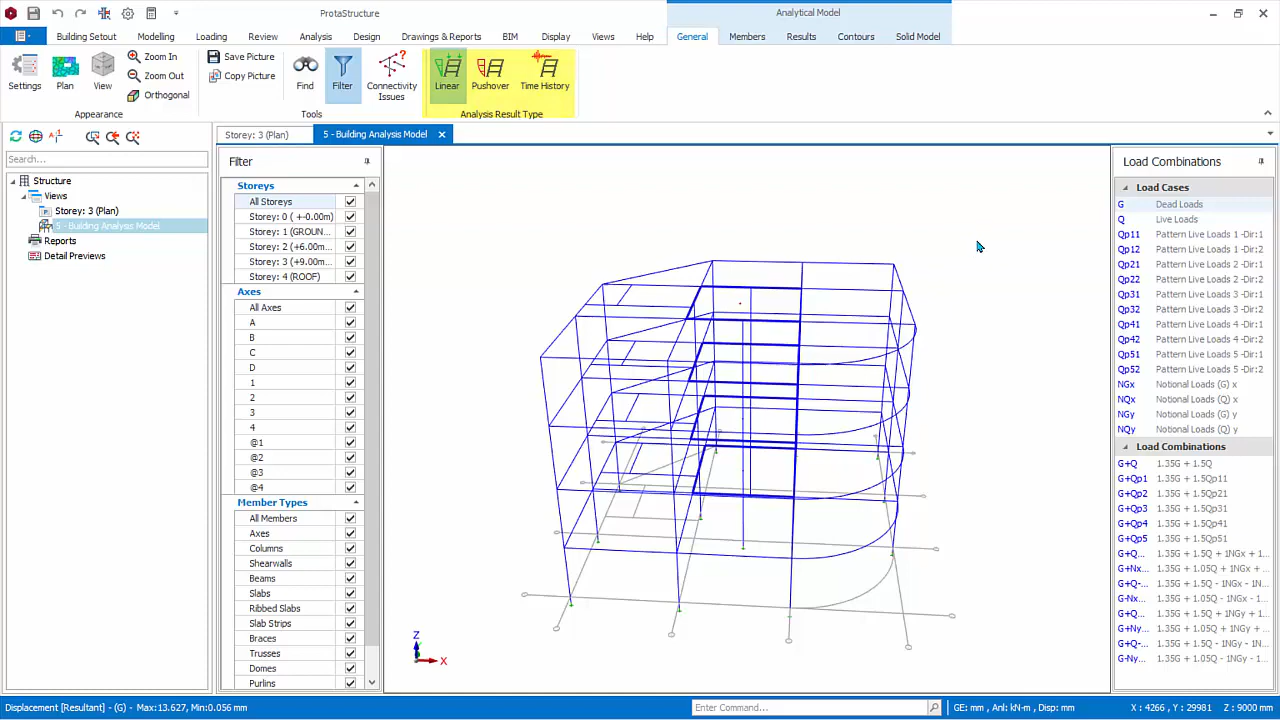 ProtaStructure
Analytical Model
Building Setout
Modelling
Loading
Review
Analysis
Design
Drawings & Reports
BIM
Display
Views
Help
General
Members
Results
Contours
Solid Model
Settings
Plan
View
Zoom In
Zoom Out
Orthogonal
Appearance
Save Picture
Copy Picture
Find
Filter
Connectivity
Issues
Tools
Linear
Pushover
Time History
Analysis Result Type
Search...
Structure
Views
Storey: 3 (Plan)
5 - Building Analysis Model
Reports
Detail Previews
Storey: 3 (Plan)
5 - Building Analysis Model
Filter
Storeys
All Storeys
Storey: 0 ( +-0.00m)
Storey: 1 (GROUN...
Storey: 2 (+6.00m...
Storey: 3 (+9.00m...
Storey: 4 (ROOF)
Axes
All Axes
A
B
C
D
1
2
3
4
@1
@2
@3
@4
Member Types
All Members
Axes
Columns
Shearwalls
Beams
Slabs
Ribbed Slabs
Slab Strips
Braces
Trusses
Domes
Purlins
Z
X
Load Combinations
Load Cases
G Dead Loads
Q Live Loads
Qp11 Pattern Live Loads 1 -Dir:1
Qp12 Pattern Live Loads 1 -Dir:2
Qp21 Pattern Live Loads 2 -Dir:1
Qp22 Pattern Live Loads 2 -Dir:2
Qp31 Pattern Live Loads 3 -Dir:1
Qp32 Pattern Live Loads 3 -Dir:2
Qp41 Pattern Live Loads 4 -Dir:1
Qp42 Pattern Live Loads 4 -Dir:2
Qp51 Pattern Live Loads 5 -Dir:1
Qp52 Pattern Live Loads 5 -Dir:2
NGx Notional Loads (G) x
NQx Notional Loads (Q) x
NGy Notional Loads (G) y
NQy Notional Loads (Q) y
Load Combinations
G+Q 1.35G + 1.5Q
G+Qp1 1.35G + 1.5Qp11
G+Qp2 1.35G + 1.5Qp21
G+Qp3 1.35G + 1.5Qp31
G+Qp4 1.35G + 1.5Qp41
G+Qp5 1.35G + 1.5Qp51
G+Q... 1.35G + 1.5Q + 1NGx + 1...
G+Nx... 1.35G + 1.05Q + 1NGx +...
G+Q-... 1.35G + 1.5Q - 1NGx - 1N...
G-Nx... 1.35G + 1.05Q - 1NGx - 1...
G+Q... 1.35G + 1.5Q + 1NGy + 1...
G+Ny... 1.35G + 1.05Q + 1NGy +...
G+Q-... 1.35G + 1.5Q - 1NGy - 1N...
G-Ny... 1.35G + 1.05Q - 1NGy - 1...
Displacement [Resultant] - (G) - Max:13.627, Min:0.056 mm
Enter Command...
GE: mm , Anl: kN-m , Disp: mm
X : 4266 , Y : 29981
Z : 9000 mm